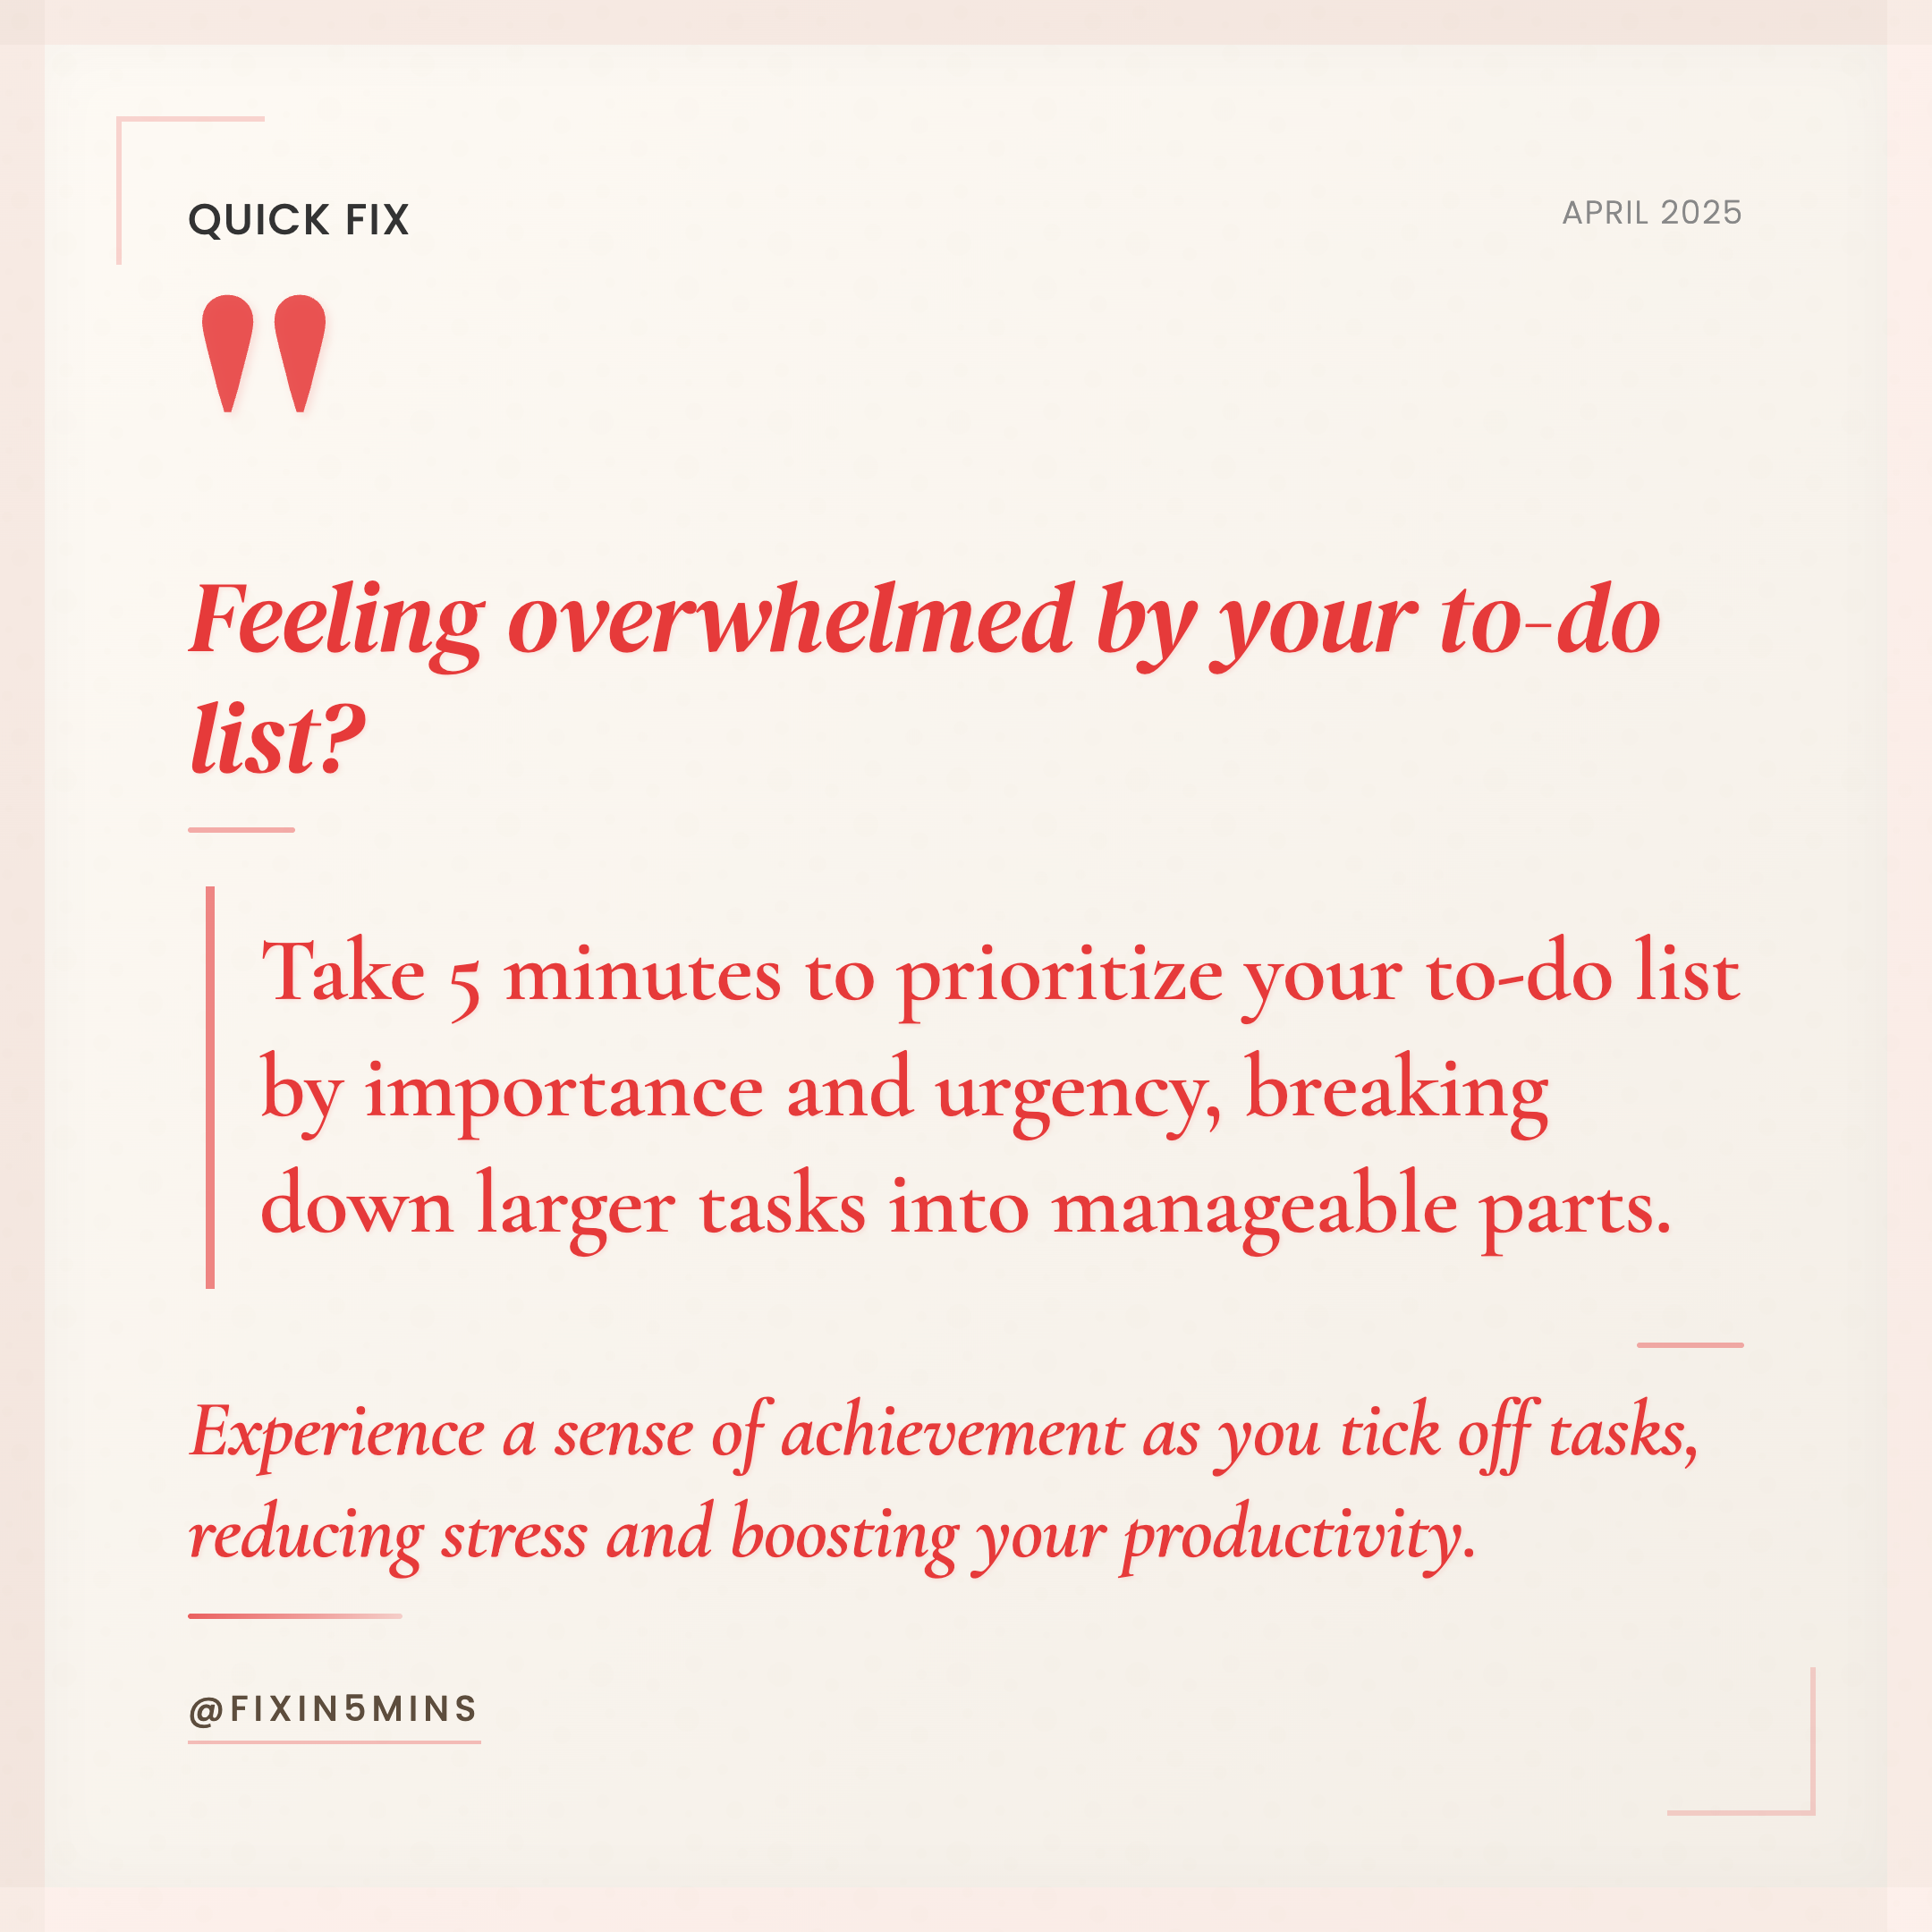 QUICK FIX
APRIL 2025
"
Feeling overwhelmed by your to-do
list?
Take 5 minutes to prioritize your to-do list
by importance and urgency, breaking
down larger tasks into manageable parts.
Experience a sense of achievement as you tick off tasks,
reducing stress and boosting your productivity.
@FIXIN5MINS